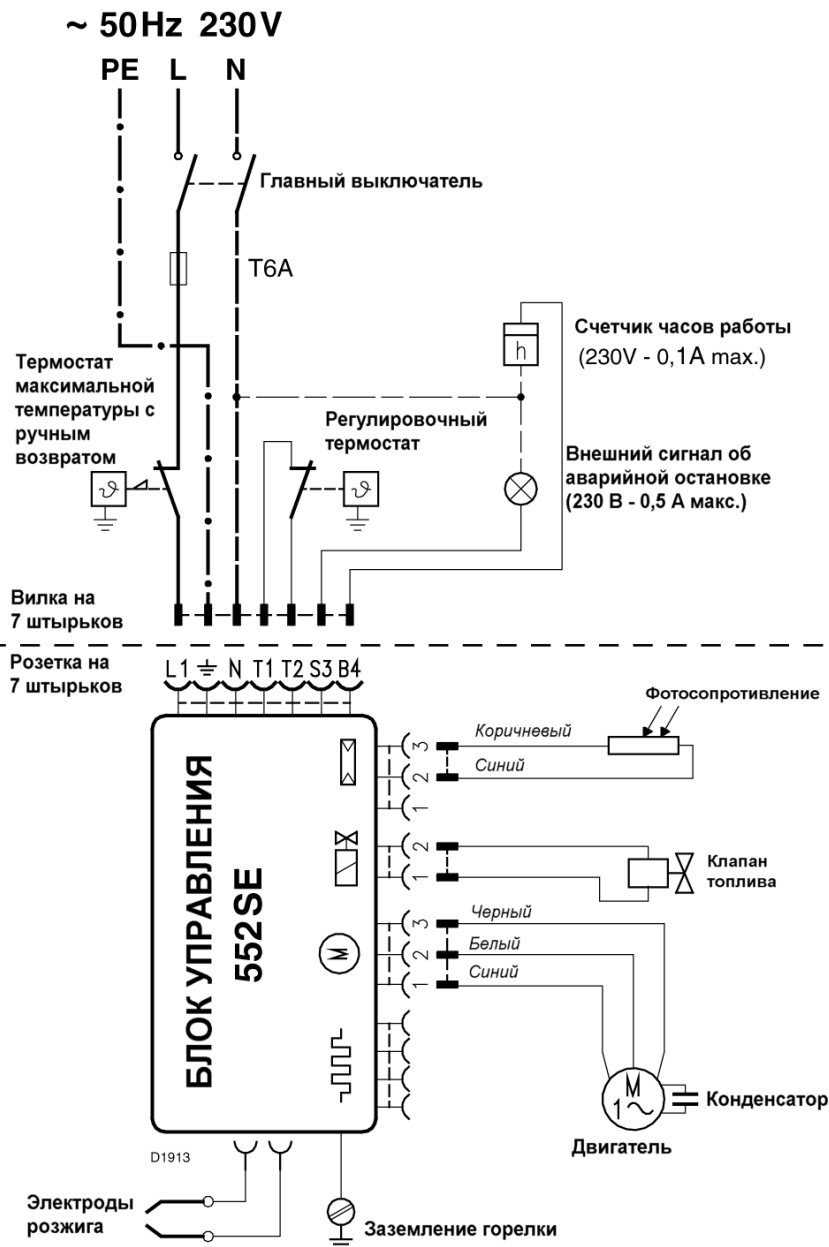 ~ 50Hz 230V
PE L N
Главный выключатель
T6A
h
Счетчик часов работы
(230V - 0,1A max.)
Термостат
максимальной
температуры с
ручным
возвратом
Регулировочный
термостат
Внешний сигнал об
аварийной остановке
(230 В - 0,5 А макс.)
ϑ
ϑ
Вилка на
7 штырьков
Розетка на
7 штырьков
L1 N T1 T2 S3 B4
Фотосопротивление
БЛОК УПРАВЛЕНИЯ
552SE
3 Коричневый
2 Синий
1
2
1
Клапан
топлива
M
3 Черный
2 Белый
1 Синий
M
1~
Конденсатор
Двигатель
D1913
Электроды
розжига
Заземление горелки